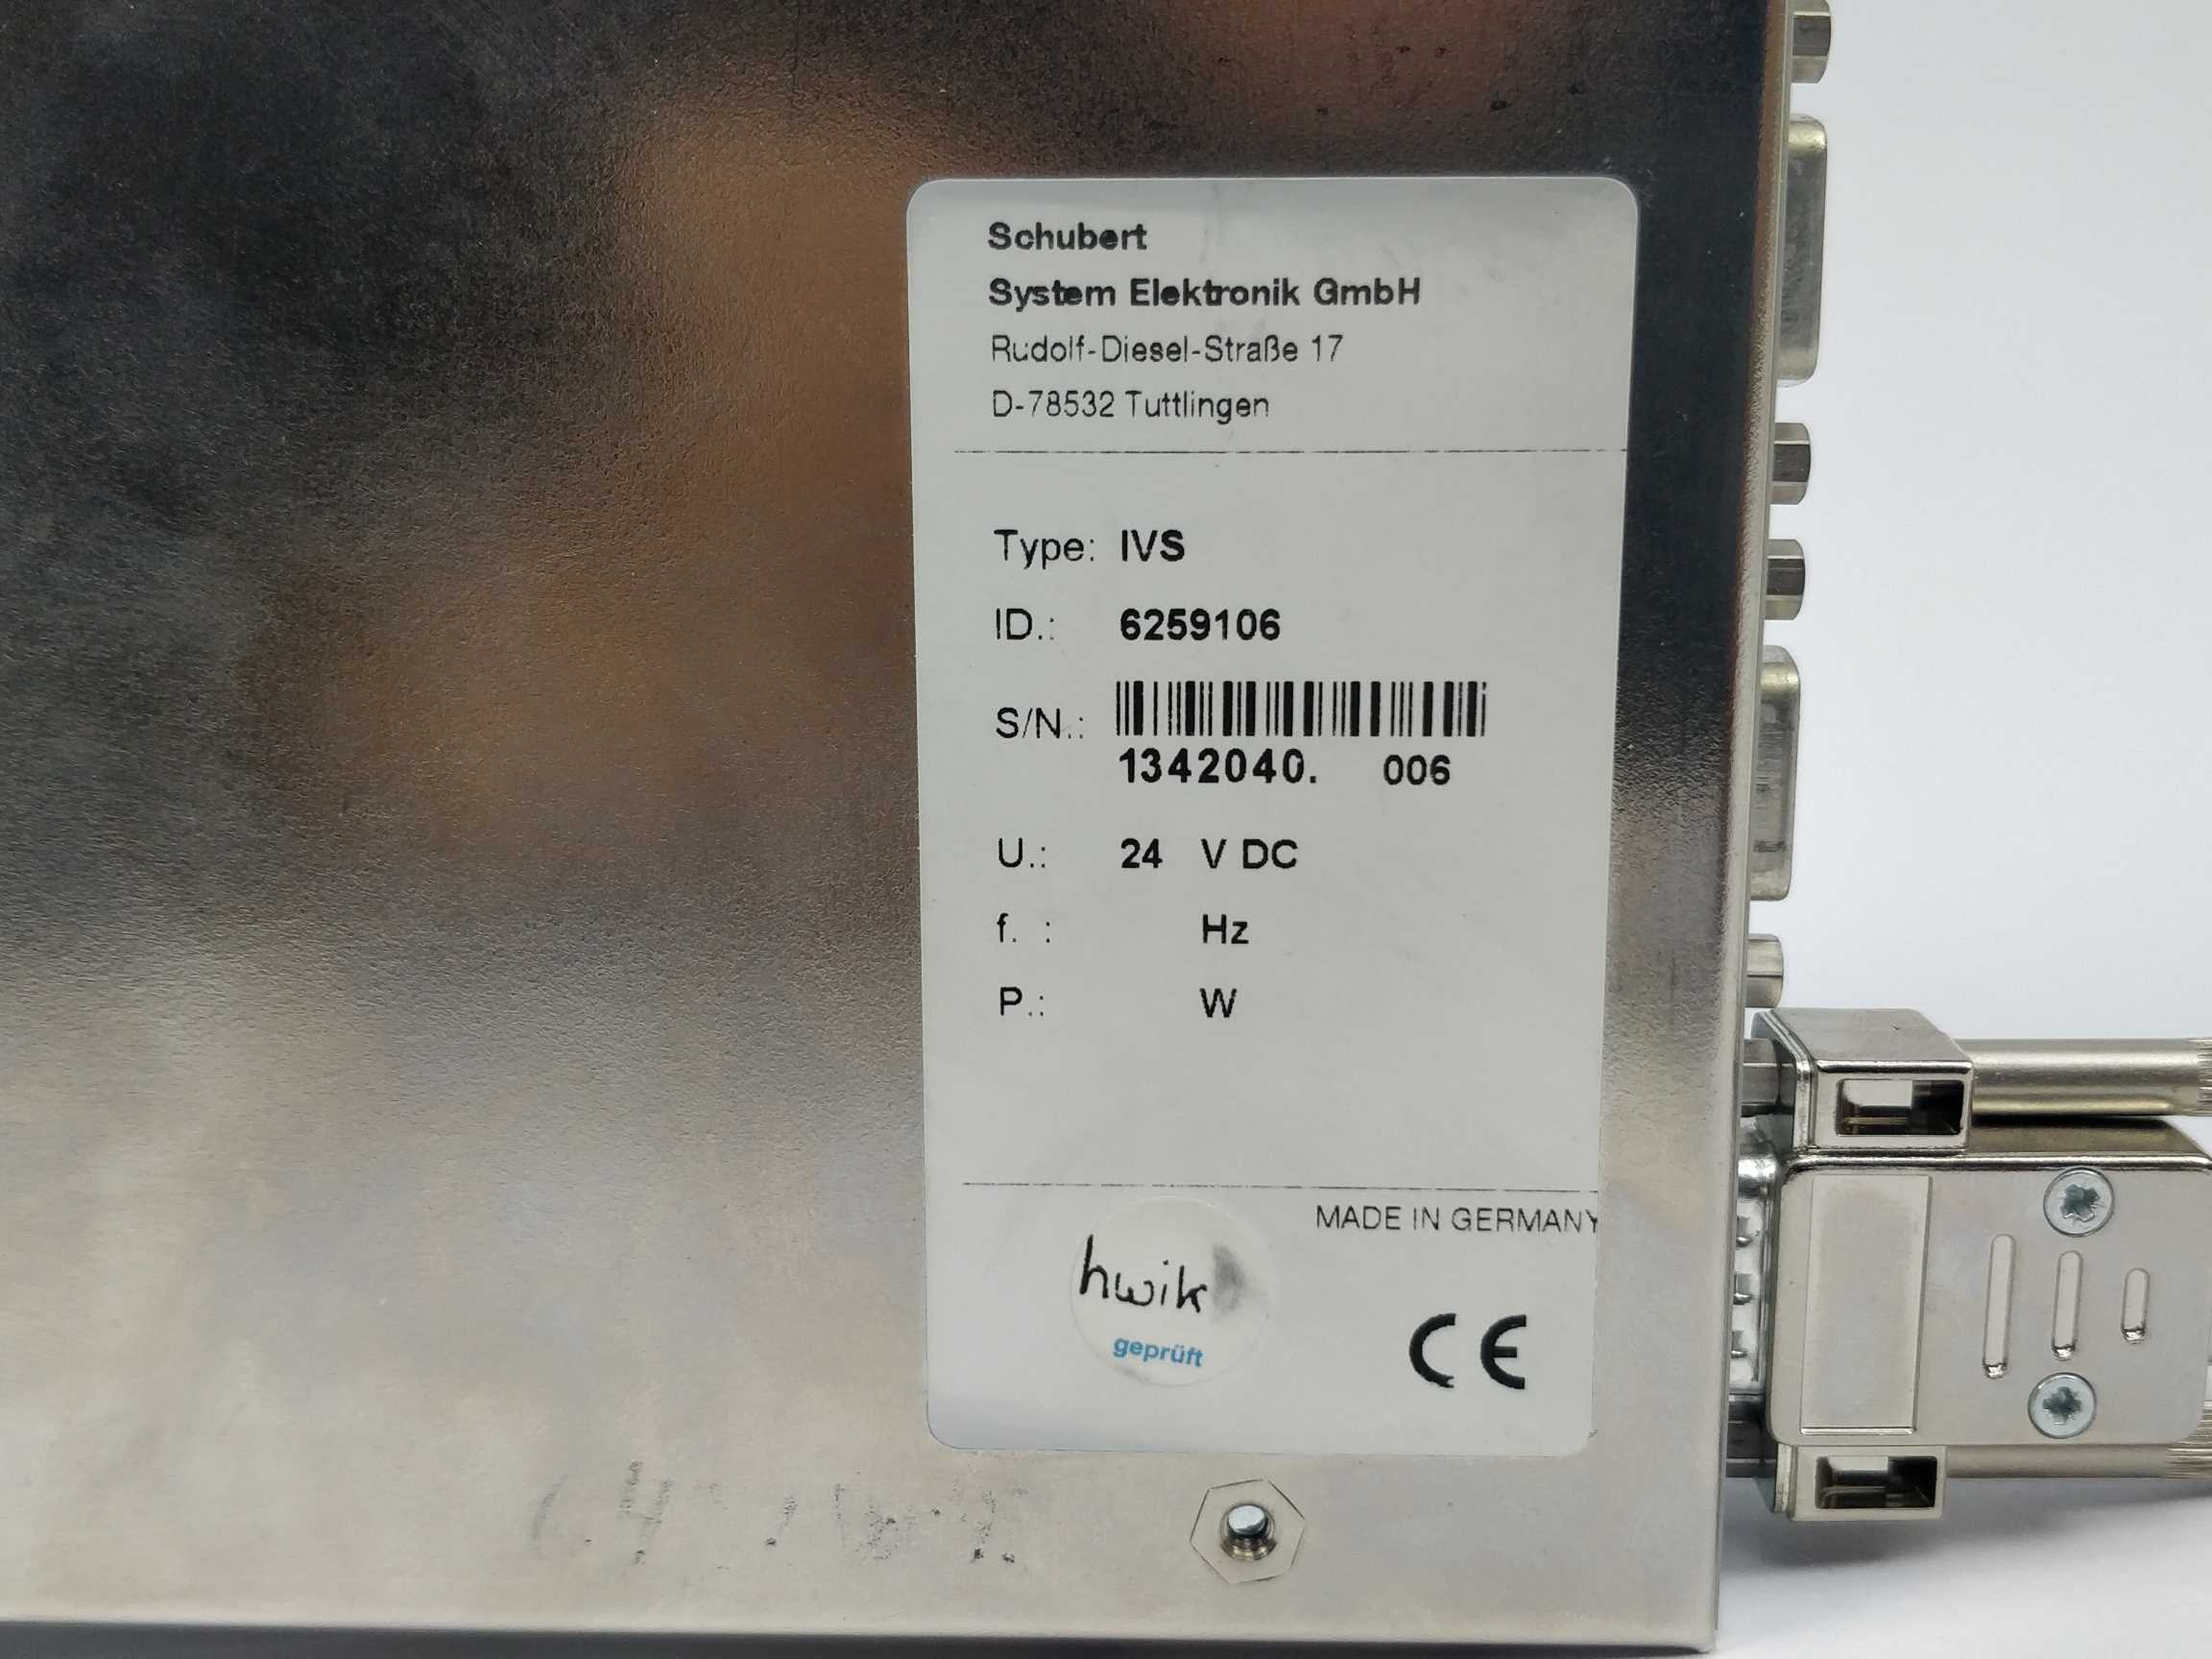 Schubert
System Elektronik GmbH
Rudolf-Diesel-Straße 17
D-78532 Tuttlingen
Type: IVS
ID.: 6259106
S/N.:
1342040. 006
U.: 24 V DC
f. : Hz
P.: W
MADE IN GERMANY
hwik
geprüft
CE